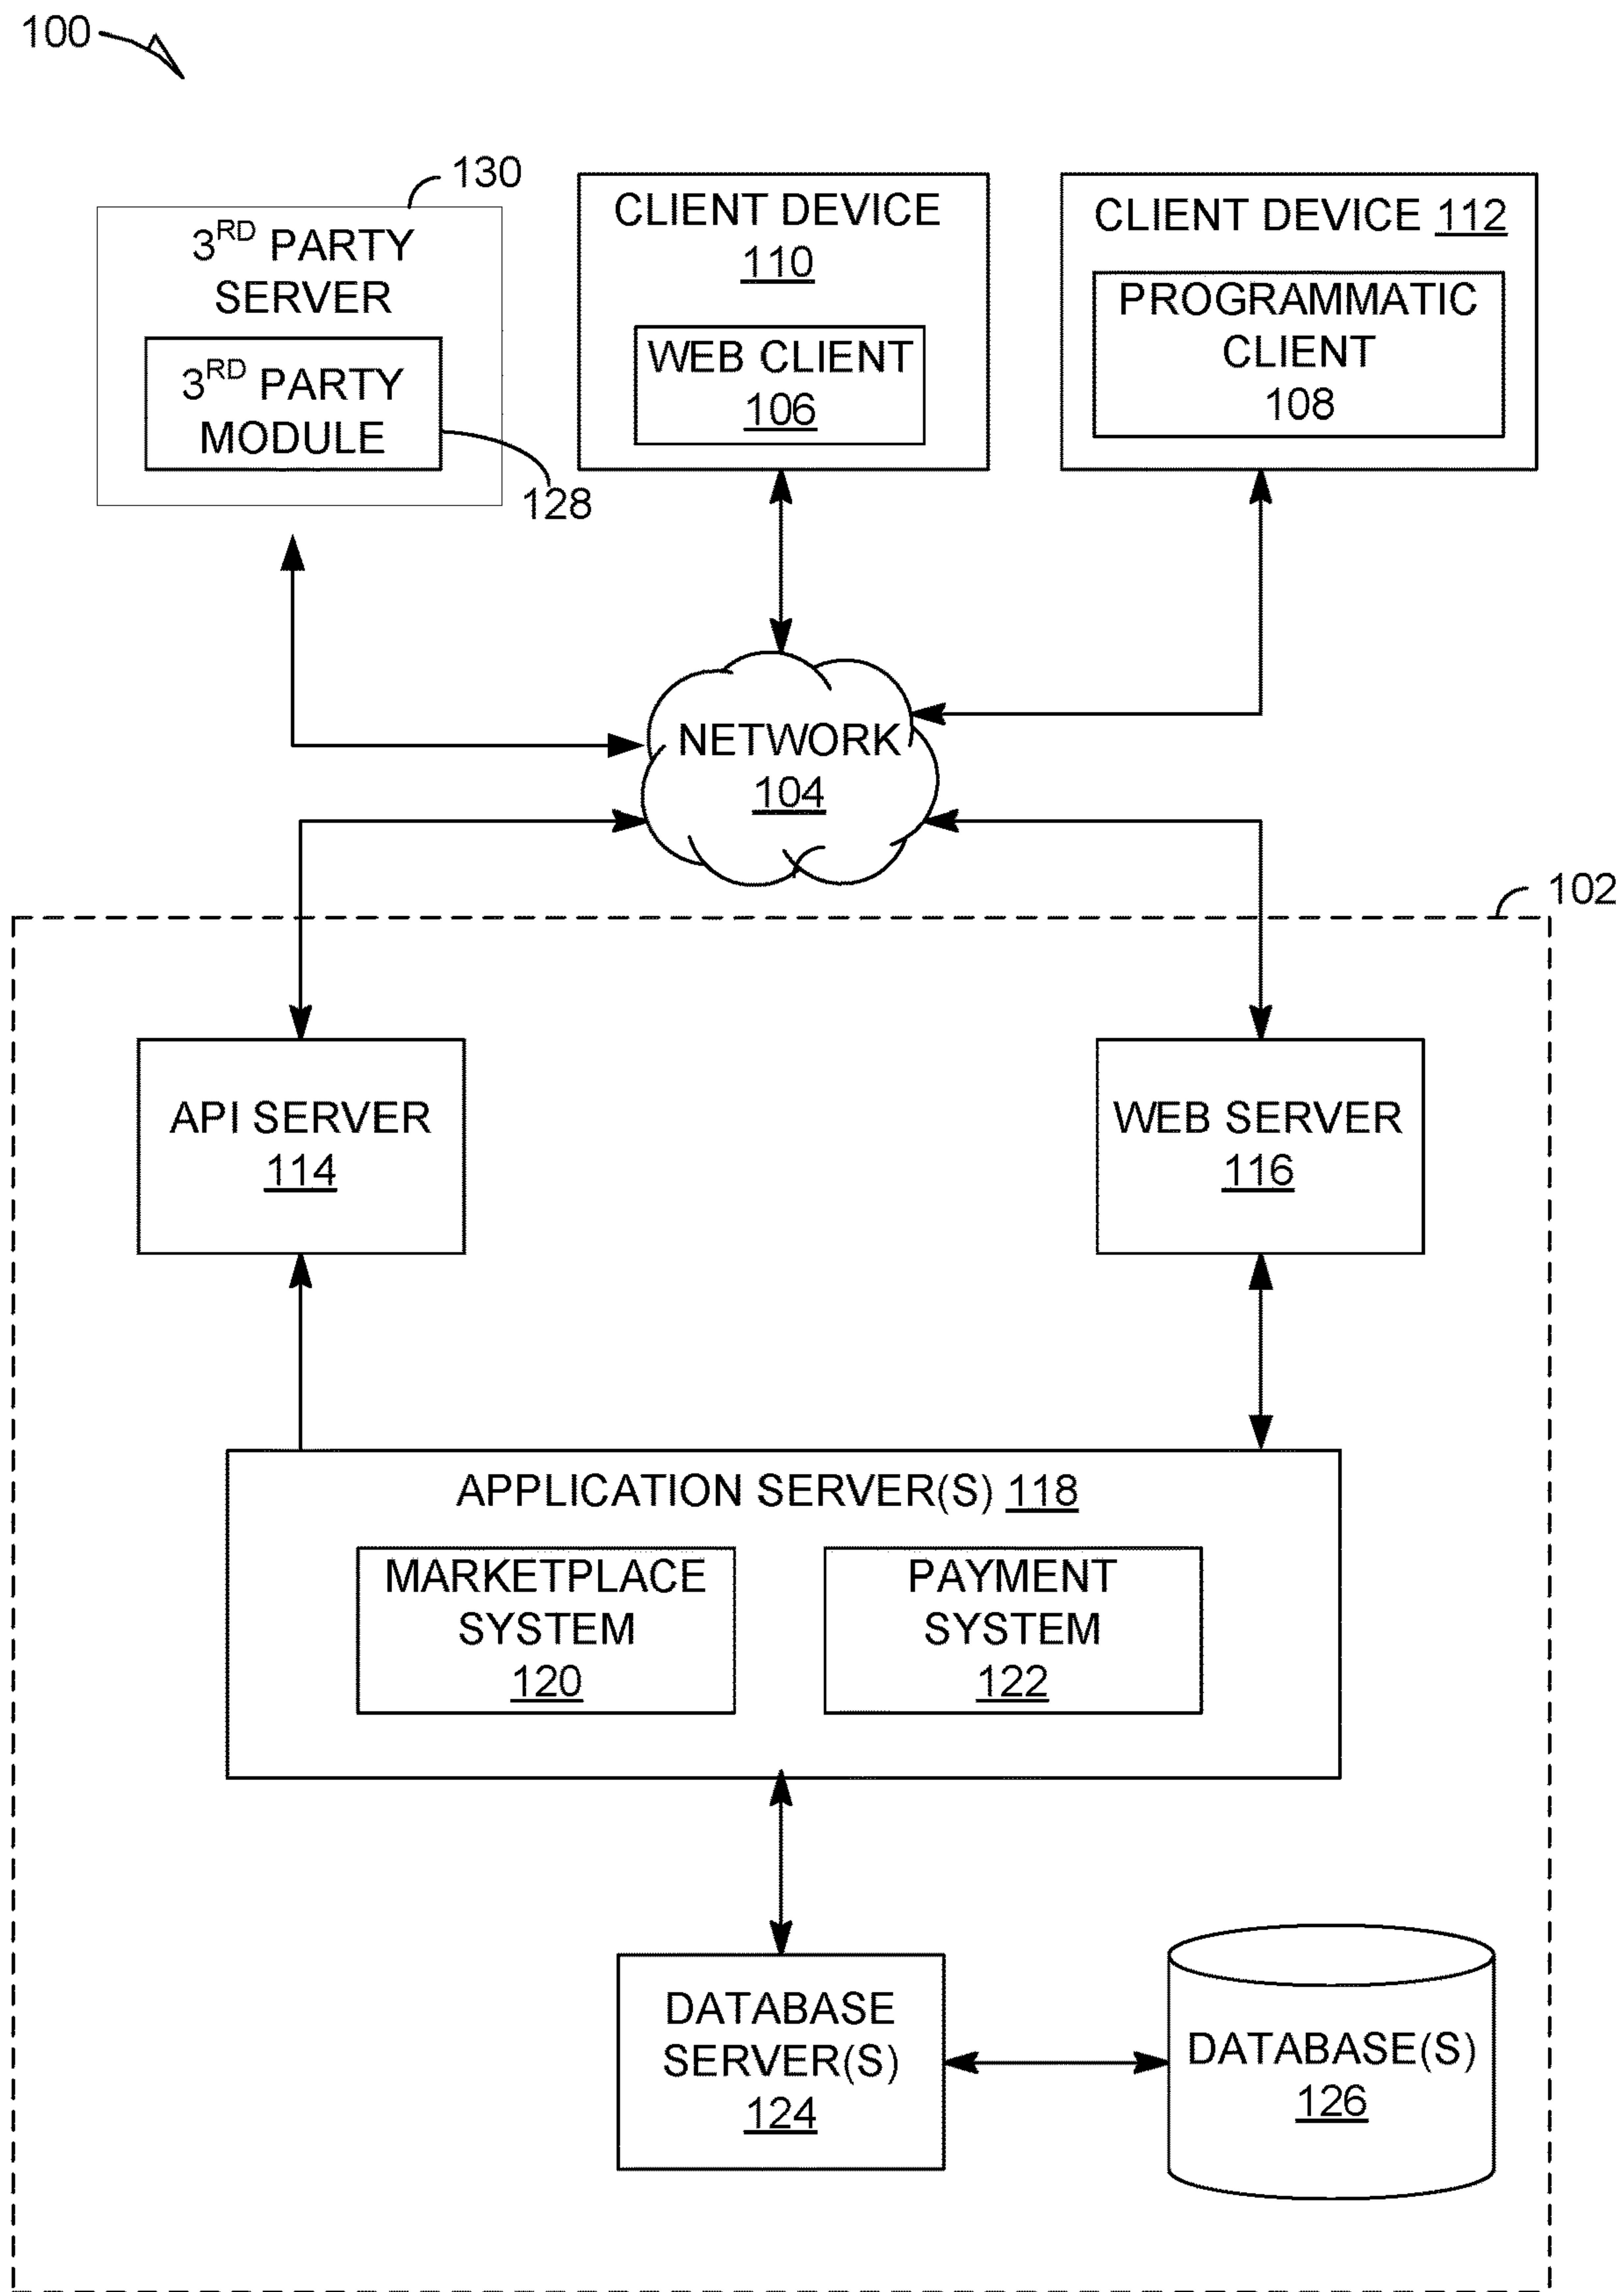 100
130
3RD PARTY
SERVER
3RD PARTY
MODULE
128
CLIENT DEVICE
110
WEB CLIENT
106
CLIENT DEVICE 112
PROGRAMMATIC
CLIENT
108
NETWORK
104
102
API SERVER
114
WEB SERVER
116
APPLICATION SERVER(S) 118
MARKETPLACE
SYSTEM
120
PAYMENT
SYSTEM
122
DATABASE
SERVER(S)
124
DATABASE(S)
126